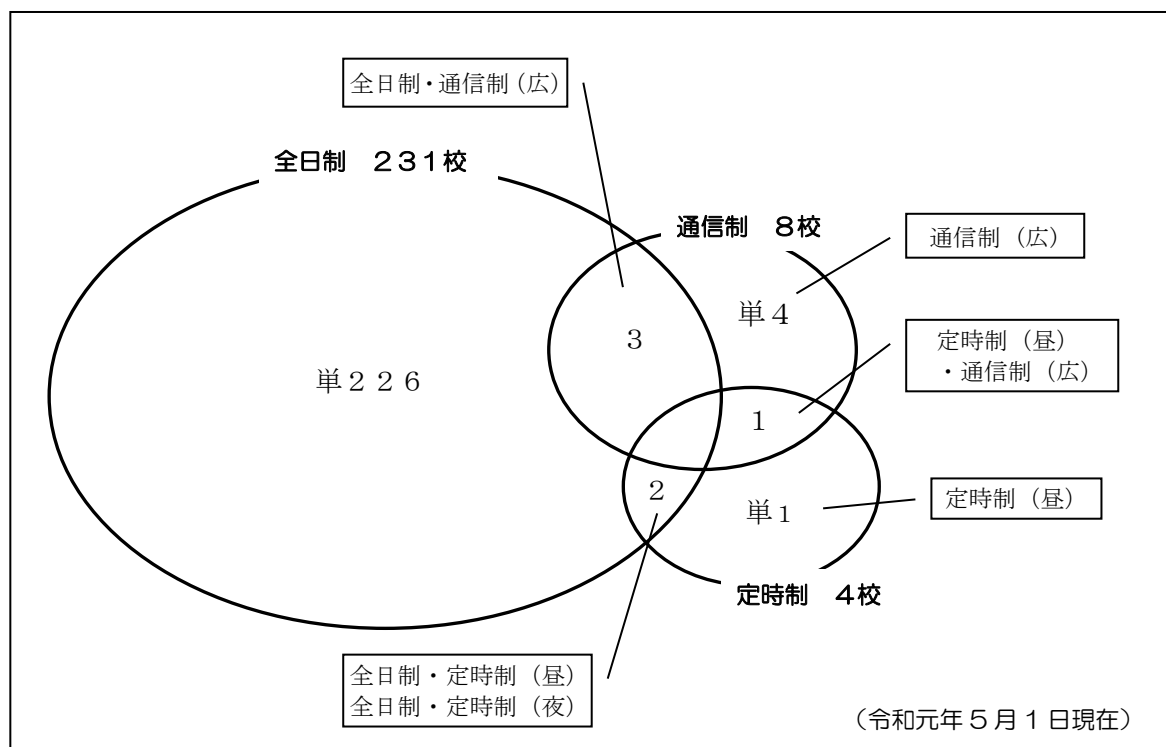 全日制・通信制（広）
全日制　２３１校
通信制　８校
通信制（広）
単４
３
定時制（昼）
・通信制（広）
単２２６
１
２
単１
定時制（昼）
定時制　４校
全日制・定時制（昼）
全日制・定時制（夜）
（令和元年５月１日現在）